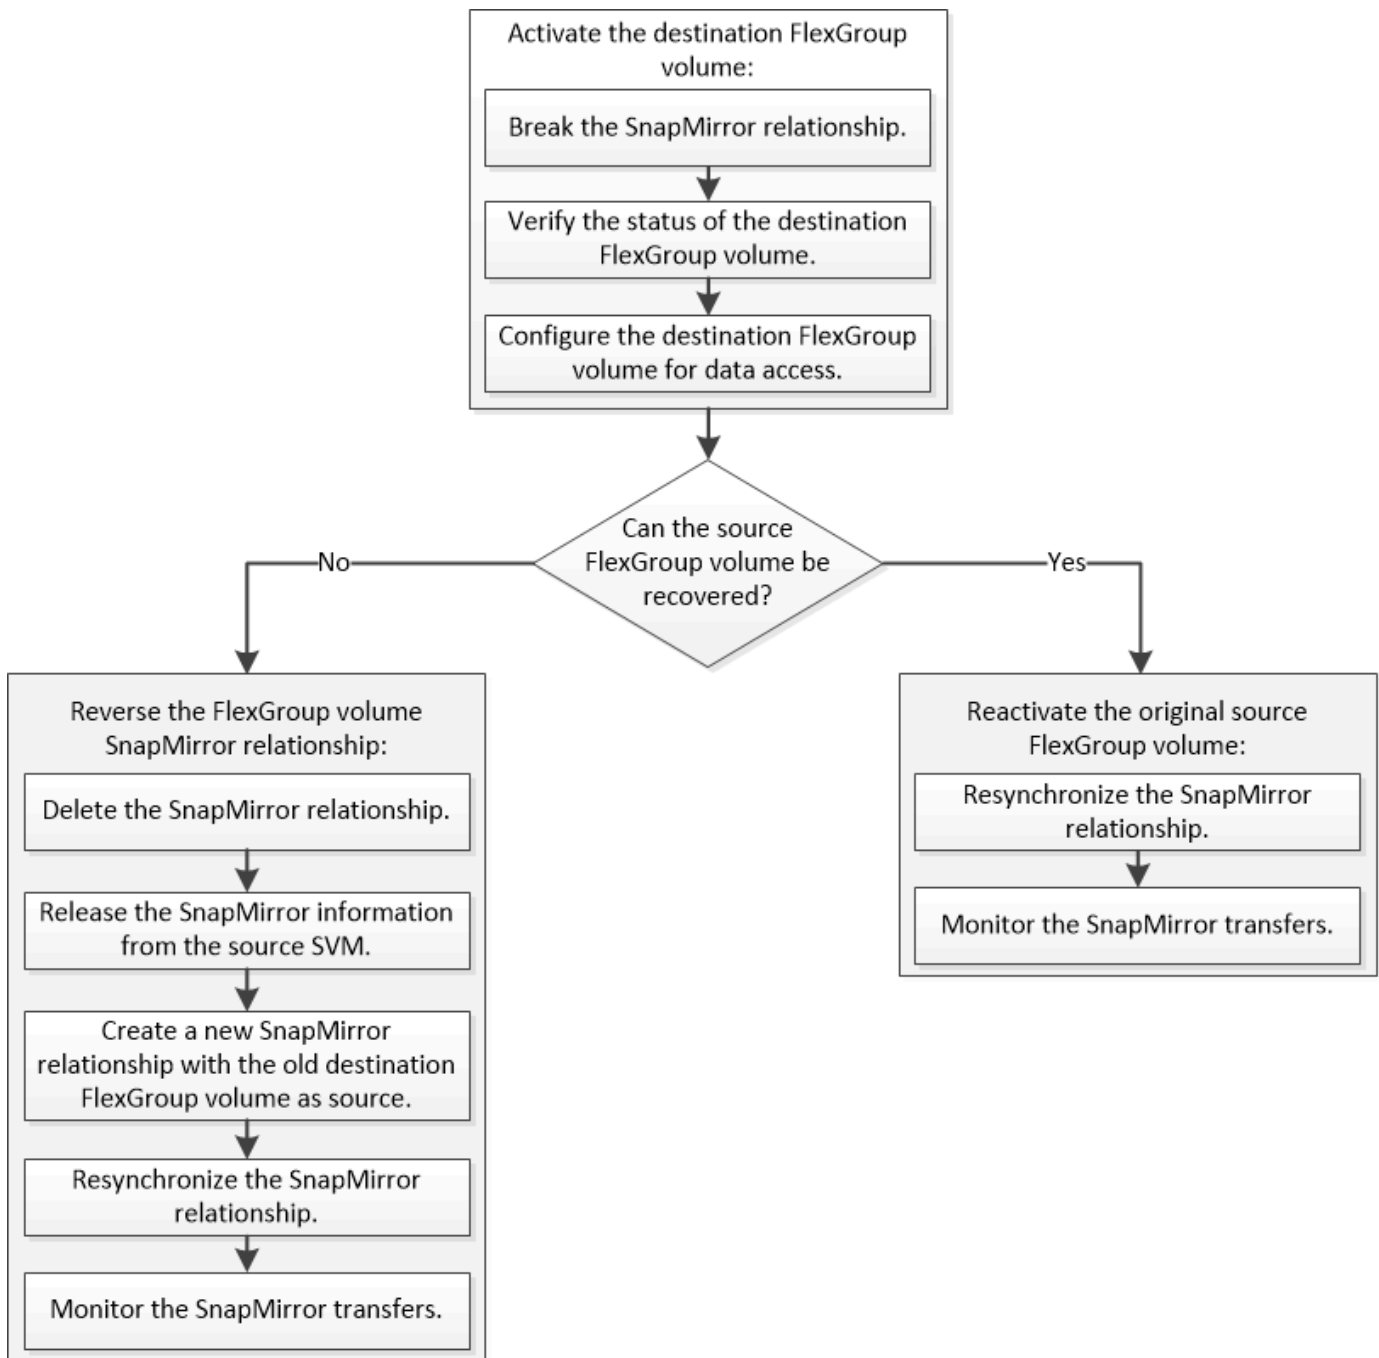 Activate the destination FlexGroup
volume:
Break the SnapMirror relationship.
Verify the status of the destination
FlexGroup volume.
Configure the destination FlexGroup
volume for data access.
Can the source
FlexGroup volume be
recovered?
No
Yes
Reverse the FlexGroup volume
SnapMirror relationship:
Delete the SnapMirror relationship.
Release the SnapMirror information
from the source SVM.
Create a new SnapMirror
relationship with the old destination
FlexGroup volume as source.
Resynchronize the SnapMirror
relationship.
Monitor the SnapMirror transfers.
Reactivate the original source
FlexGroup volume:
Resynchronize the SnapMirror
relationship.
Monitor the SnapMirror transfers.